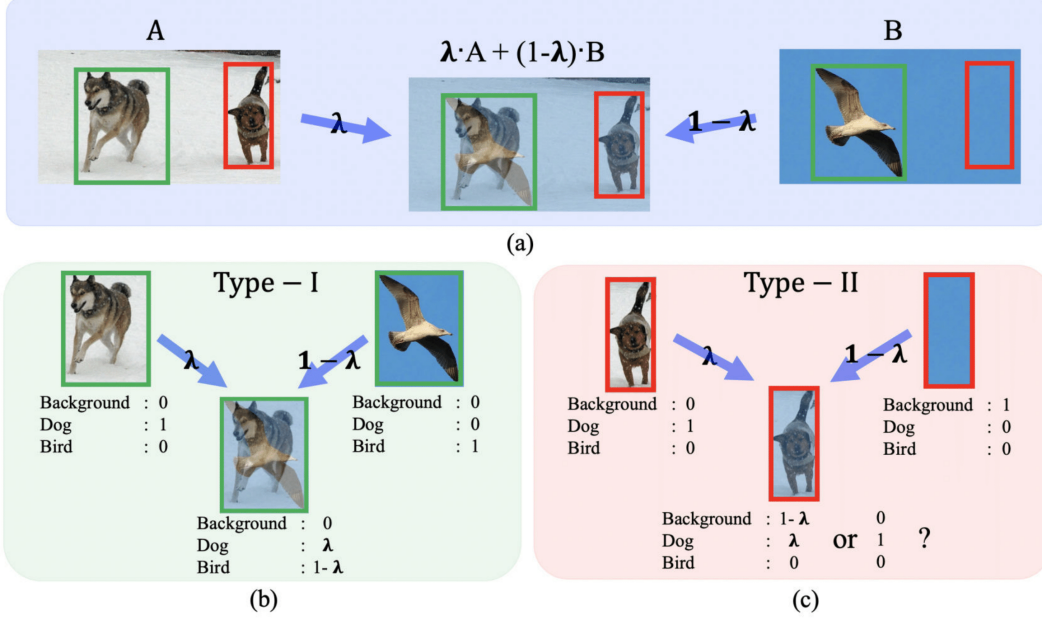 A
λ·A + (1-λ)·B
B
λ
1 − λ
(a)
Type − I
λ
1 − λ
Background : 0
Dog : 1
Bird : 0
Background : 0
Dog : 0
Bird : 1
Background : 0
Dog : λ
Bird : 1- λ
(b)
Type − II
λ
1 − λ
Background : 0
Dog : 1
Bird : 0
Background : 1
Dog : 0
Bird : 0
Background : 1- λ 0
Dog : λ or 1 ?
Bird : 0 0
(c)